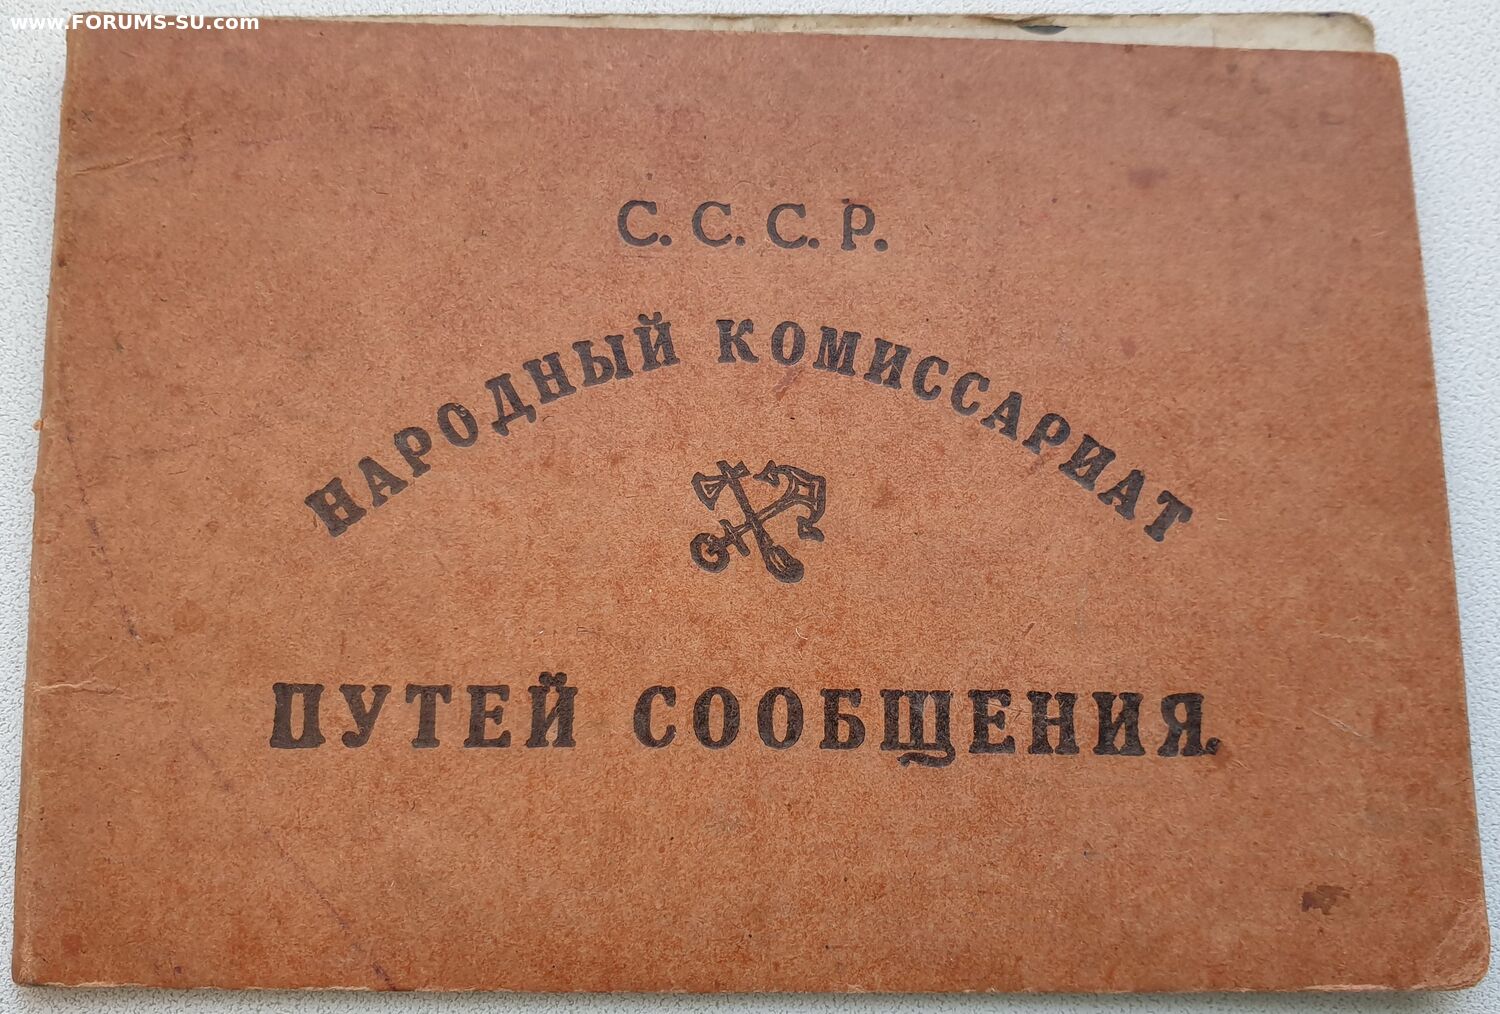 www.FORUMS-SU.com
С. С. С. Р.
НАРОДНЫЙ КОМИССАРИАТ
ПУТЕЙ СООБЩЕНИЯ.